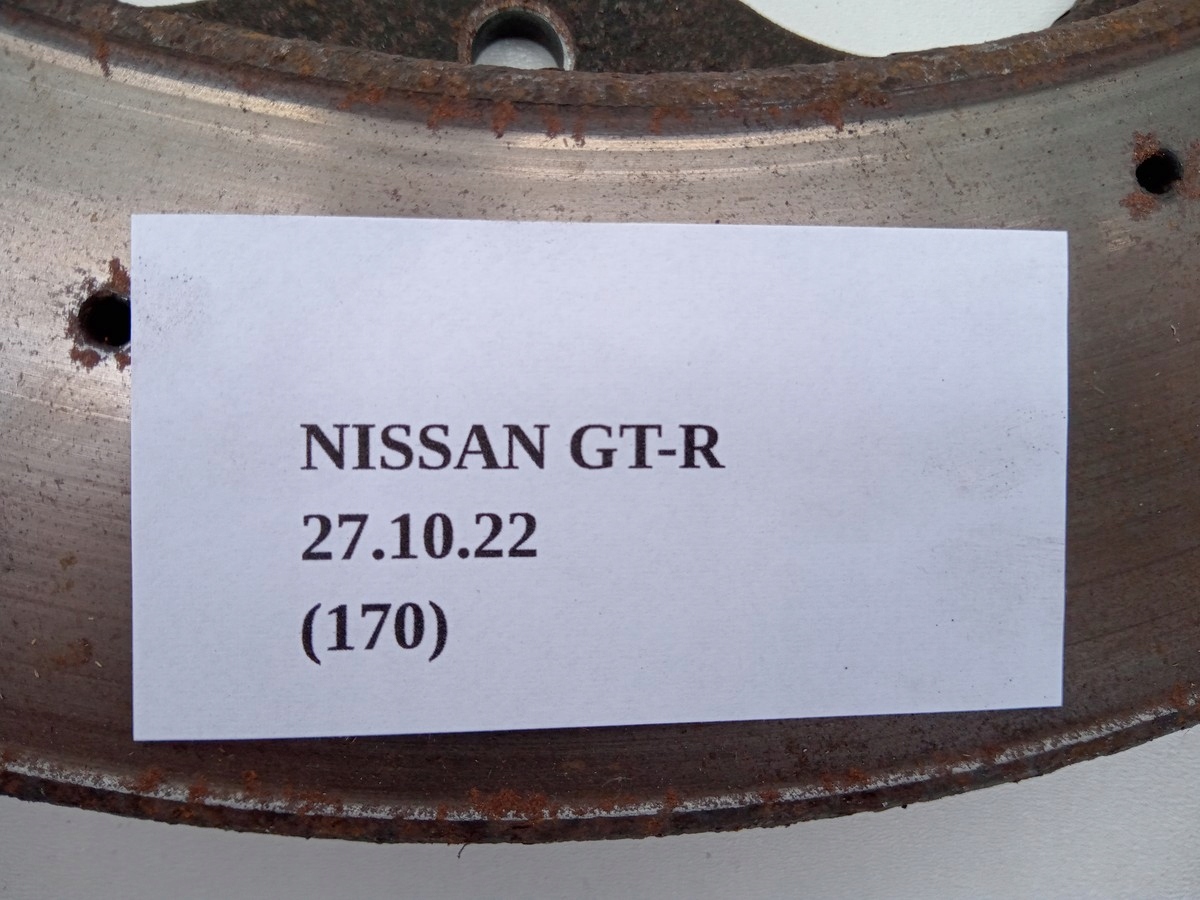 NISSAN GT-R
27.10.22
(170)